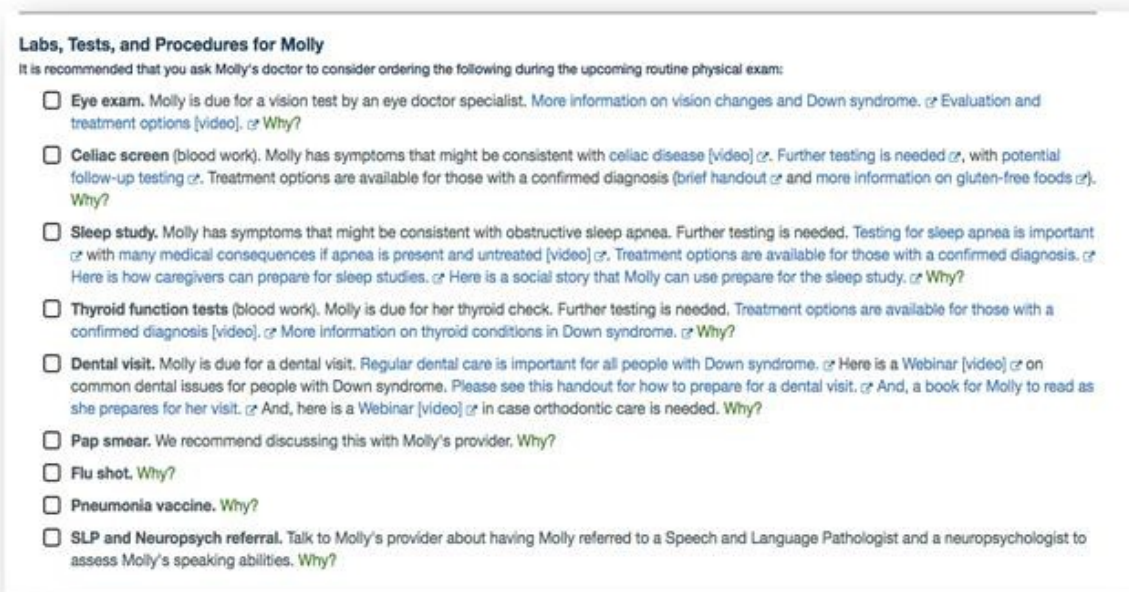 Labs, Tests, and Procedures for Molly
It is recommended that you ask Molly's doctor to consider ordering the following during the upcoming routine physical exam:
Eye exam. Molly is due for a vision test by an eye doctor specialist. More information on vision changes and Down syndrome. Evaluation and
treatment options [video]. Why?
Celiac screen (blood work). Molly has symptoms that might be consistent with celiac disease [video]. Further testing is needed, with potential
follow-up testing. Treatment options are available for those with a confirmed diagnosis (brief handout and more information on gluten-free foods).
Why?
Sleep study. Molly has symptoms that might be consistent with obstructive sleep apnea. Further testing is needed. Testing for sleep apnea is important
with many medical consequences if apnea is present and untreated [video]. Treatment options are available for those with a confirmed diagnosis.
Here is how caregivers can prepare for sleep studies. Here is a social story that Molly can use prepare for the sleep study. Why?
Thyroid function tests (blood work). Molly is due for her thyroid check. Further testing is needed. Treatment options are available for those with a
confirmed diagnosis [video]. More information on thyroid conditions in Down syndrome. Why?
Dental visit. Molly is due for a dental visit. Regular dental care is important for all people with Down syndrome. Here is a Webinar [video] on
common dental issues for people with Down syndrome. Please see this handout for how to prepare for a dental visit. And, a book for Molly to read as
she prepares for her visit. And, here is a Webinar [video] in case orthodontic care is needed. Why?
Pap smear. We recommend discussing this with Molly's provider. Why?
Flu shot. Why?
Pneumonia vaccine. Why?
SLP and Neuropsych referral. Talk to Molly's provider about having Molly referred to a Speech and Language Pathologist and a neuropsychologist to
assess Molly's speaking abilities. Why?